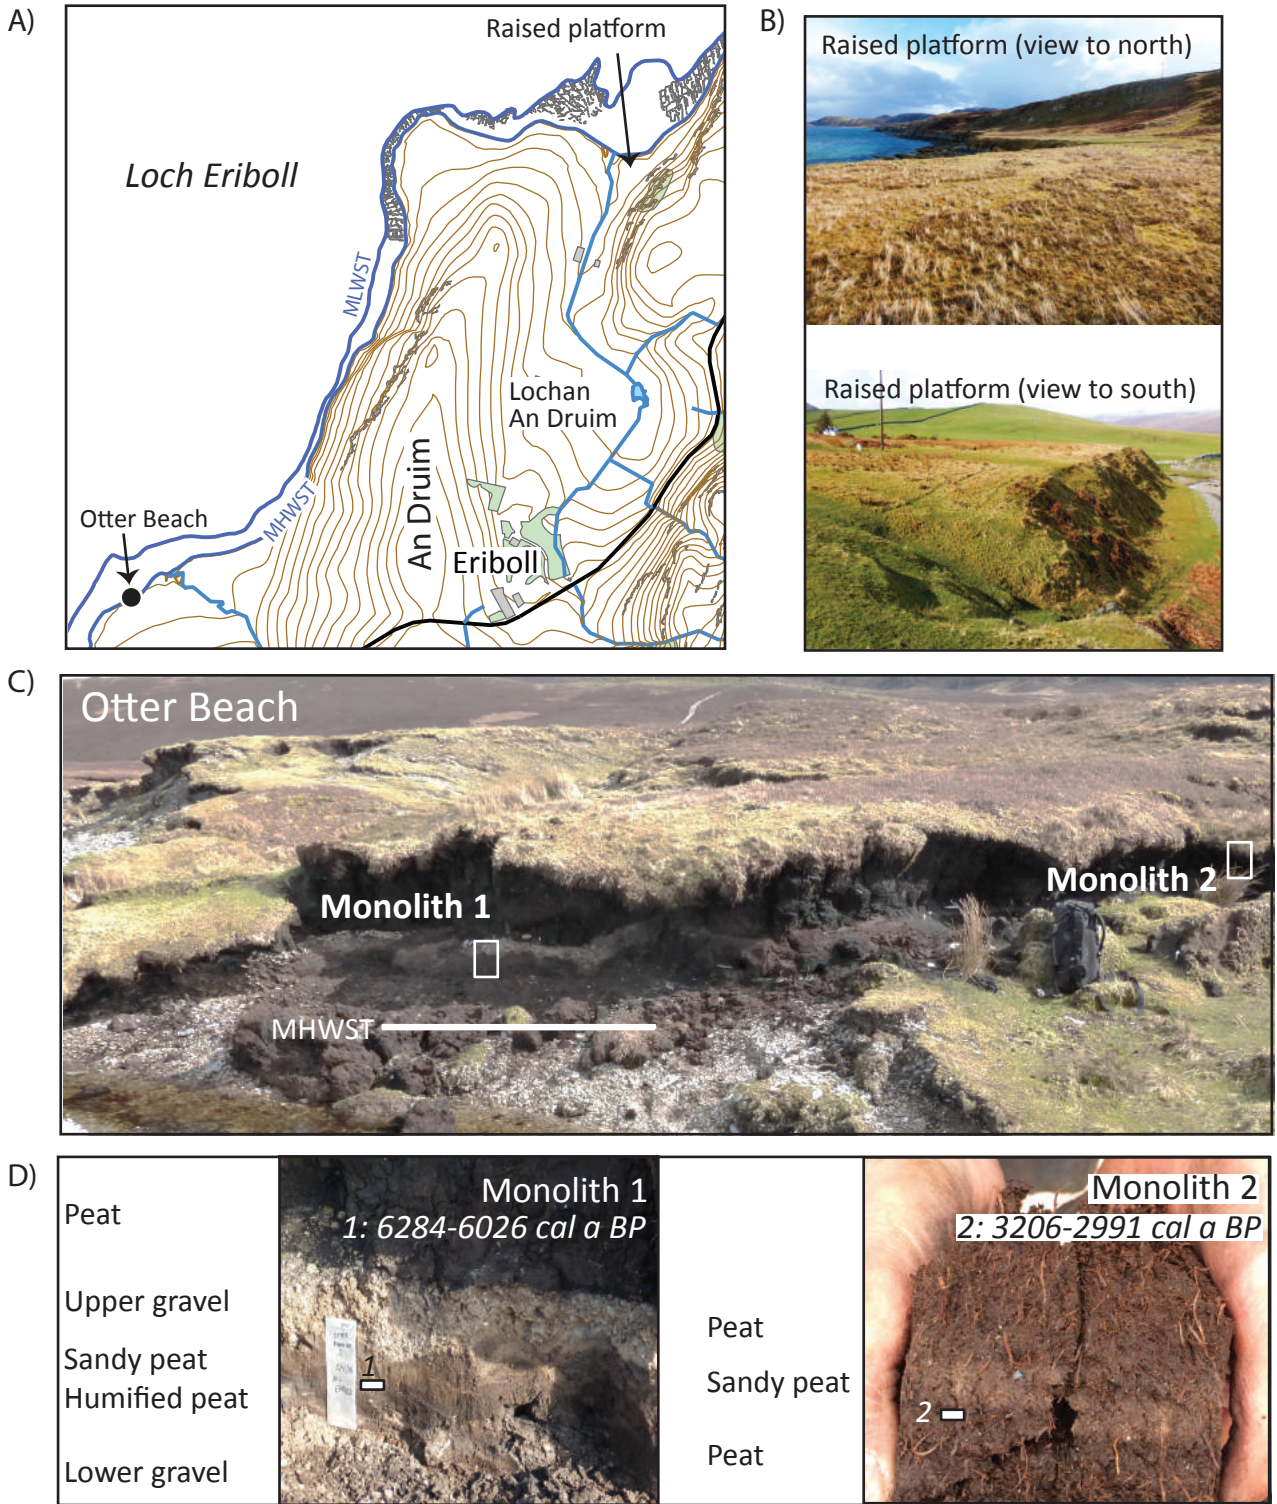 A)
Raised platform
Loch Eriboll
MLWST
MHWST
Otter Beach
Lochan
An Druim
An Druim
Eriboll
B)
Raised platform (view to north)
Raised platform (view to south)
C)
Otter Beach
Monolith 1
Monolith 2
MHWST
D)
Peat
Upper gravel
Sandy peat
Humified peat
Lower gravel
Monolith 1
1: 6284-6026 cal a BP
1
Peat
Sandy peat
Peat
Monolith 2
2: 3206-2991 cal a BP
2